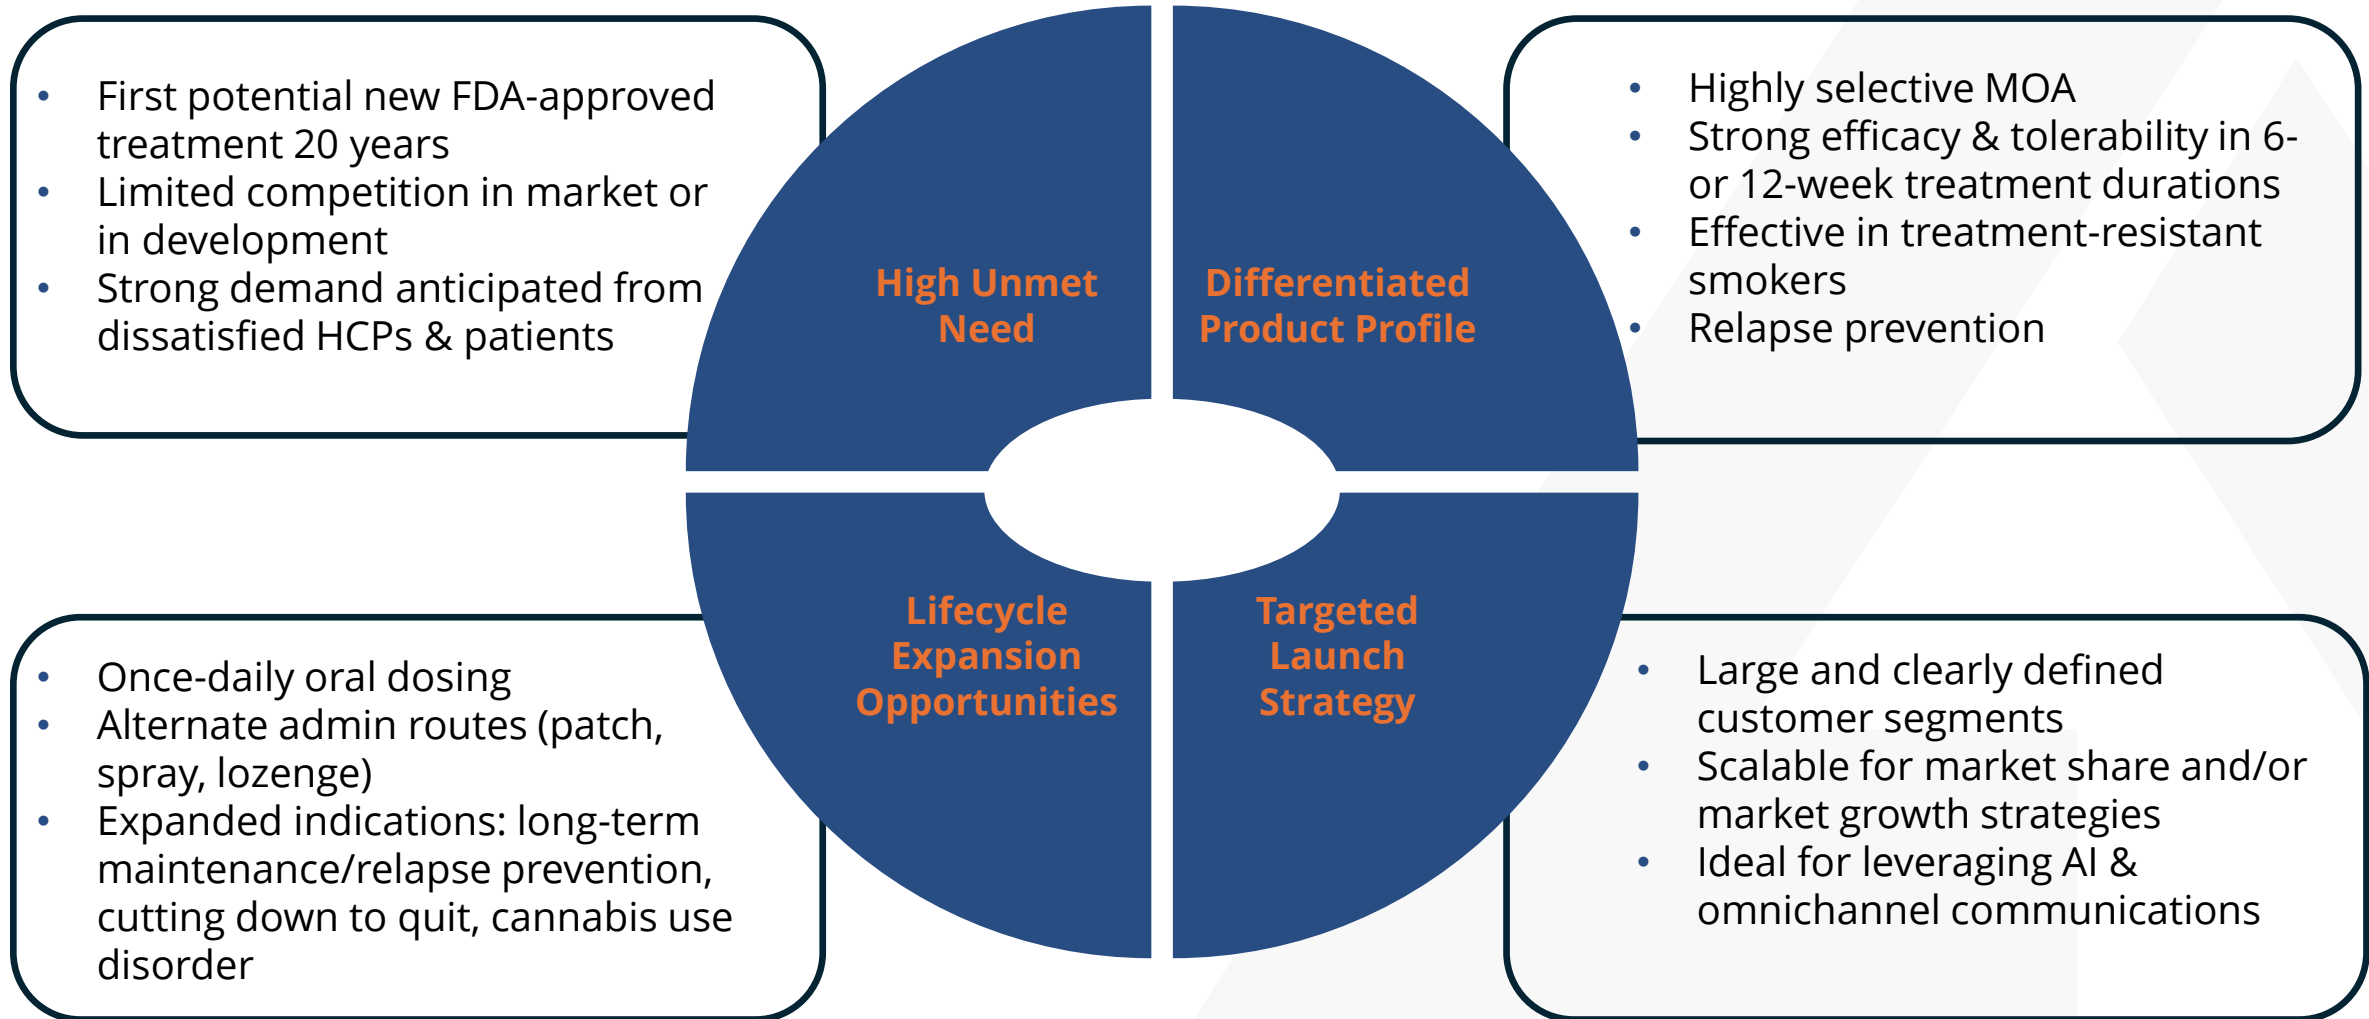 • First potential new FDA-approved
treatment 20 years
• Limited competition in market or
in development
• Strong demand anticipated from
dissatisfied HCPs & patients
High Unmet
Need
Differentiated
Product Profile
• Highly selective MOA
• Strong efficacy & tolerability in 6-
or 12-week treatment durations
• Effective in treatment-resistant
smokers
• Relapse prevention
• Once-daily oral dosing
• Alternate admin routes (patch,
spray, lozenge)
• Expanded indications: long-term
maintenance/relapse prevention,
cutting down to quit, cannabis use
disorder
Lifecycle
Expansion
Opportunities
Targeted
Launch
Strategy
• Large and clearly defined
customer segments
• Scalable for market share and/or
market growth strategies
• Ideal for leveraging AI &
omnichannel communications